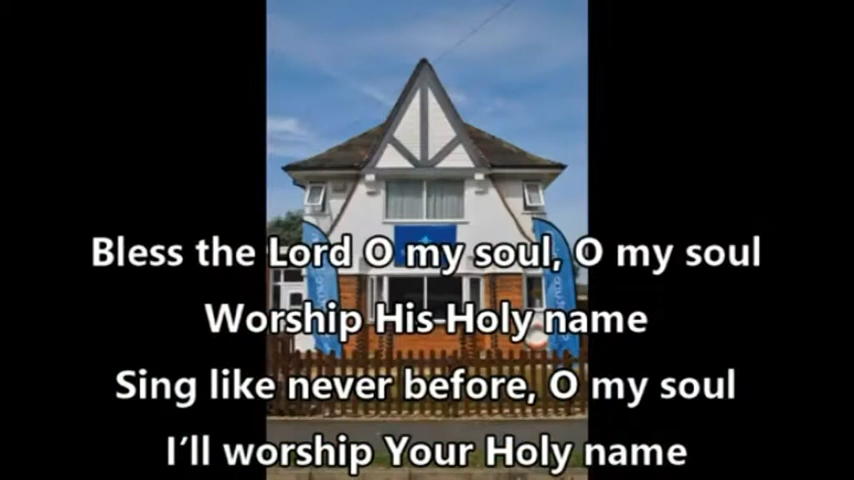 Bless the Lord O my soul, O my soul
Worship His Holy name
Sing like never before, O my soul
I'll worship Your Holy name